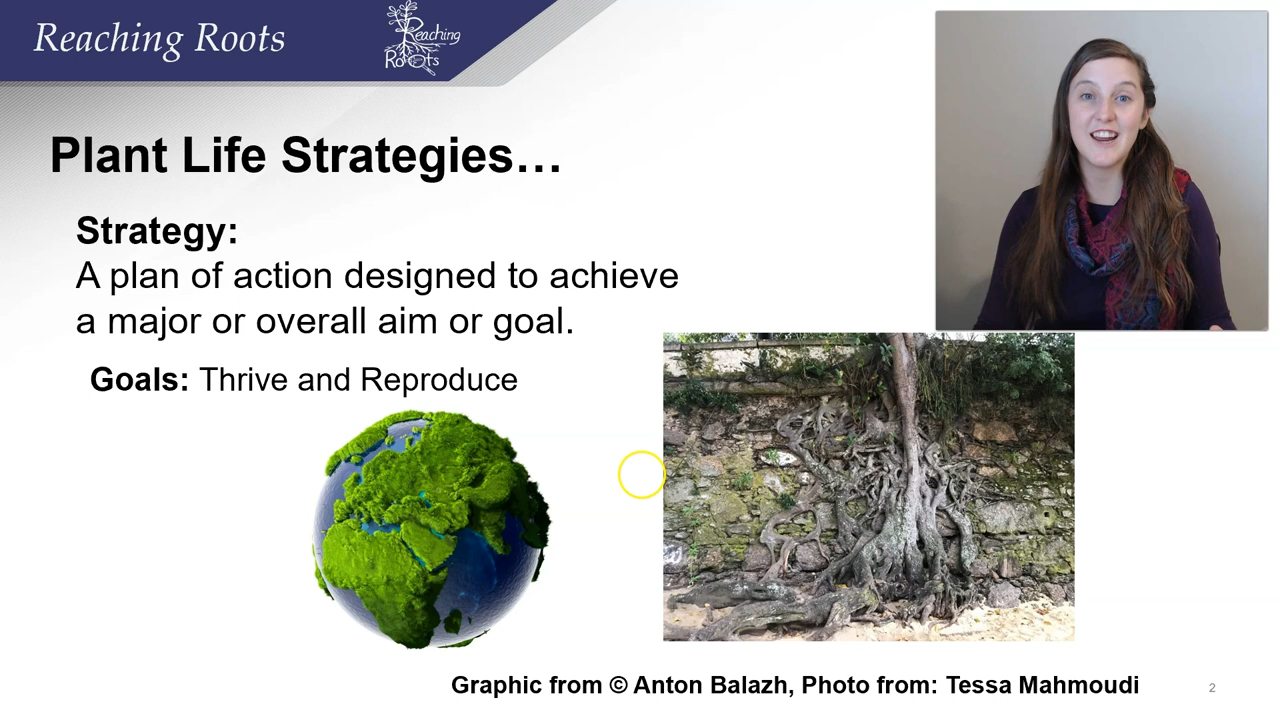 Reaching Roots
Reaching
Roots
Plant Life Strategies…
Strategy:
A plan of action designed to achieve
a major or overall aim or goal.
Goals: Thrive and Reproduce
Graphic from © Anton Balazh, Photo from: Tessa Mahmoudi
2